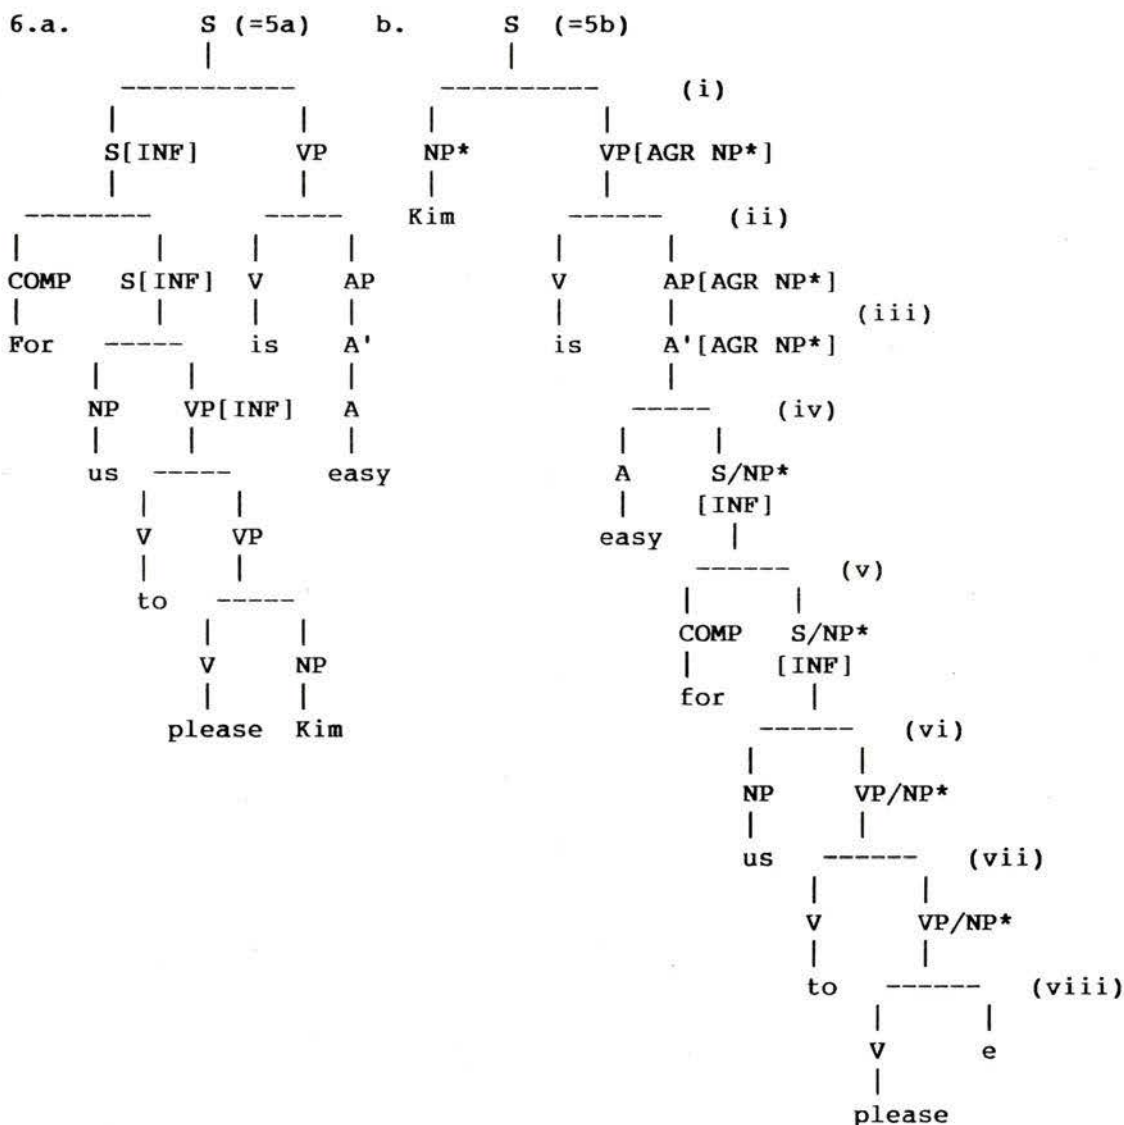 6.a. S (=5a) b. S (=5b)
(i)
S[INF] VP NP* VP[AGR NP*]
Kim (ii)
COMP S[INF] V AP V AP[AGR NP*]
(iii)
For is A' is A'[AGR NP*]
NP VP[INF] A (iv)
us easy A S/NP*
[INF]
V VP easy
to (v)
COMP S/NP*
V NP [INF]
for
please Kim (vi)
NP VP/NP*
us (vii)
V VP/NP*
to (viii)
V e
please